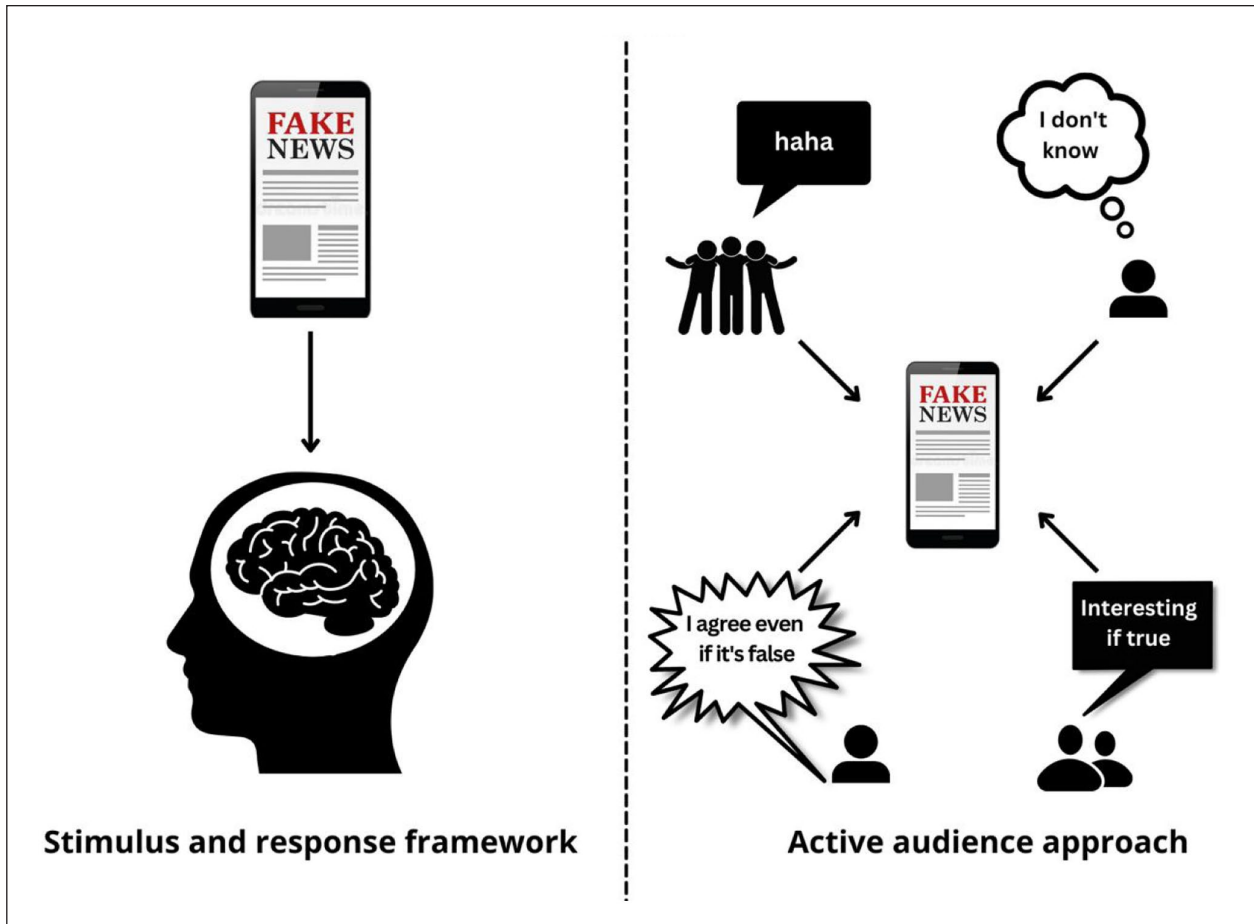 FAKE
NEWS
Stimulus and response framework
haha
I don't
know
FAKE
NEWS
I agree even
if it's false
Interesting
if true
Active audience approach